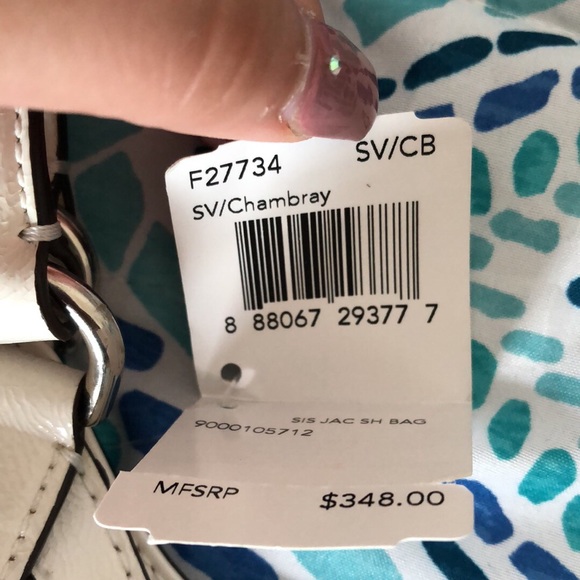 F27734 SV/CB
SV/Chambray
8 88067 29377 7
SIS JAC SH BAG
9000105712
MFSRP $348.00